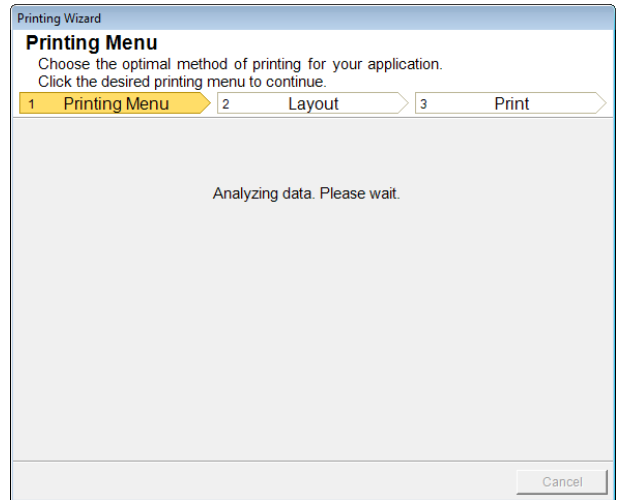 Printing Wizard
Printing Menu
Choose the optimal method of printing for your application.
Click the desired printing menu to continue.
1 Printing Menu 2 Layout 3 Print
Analyzing data. Please wait.
Cancel